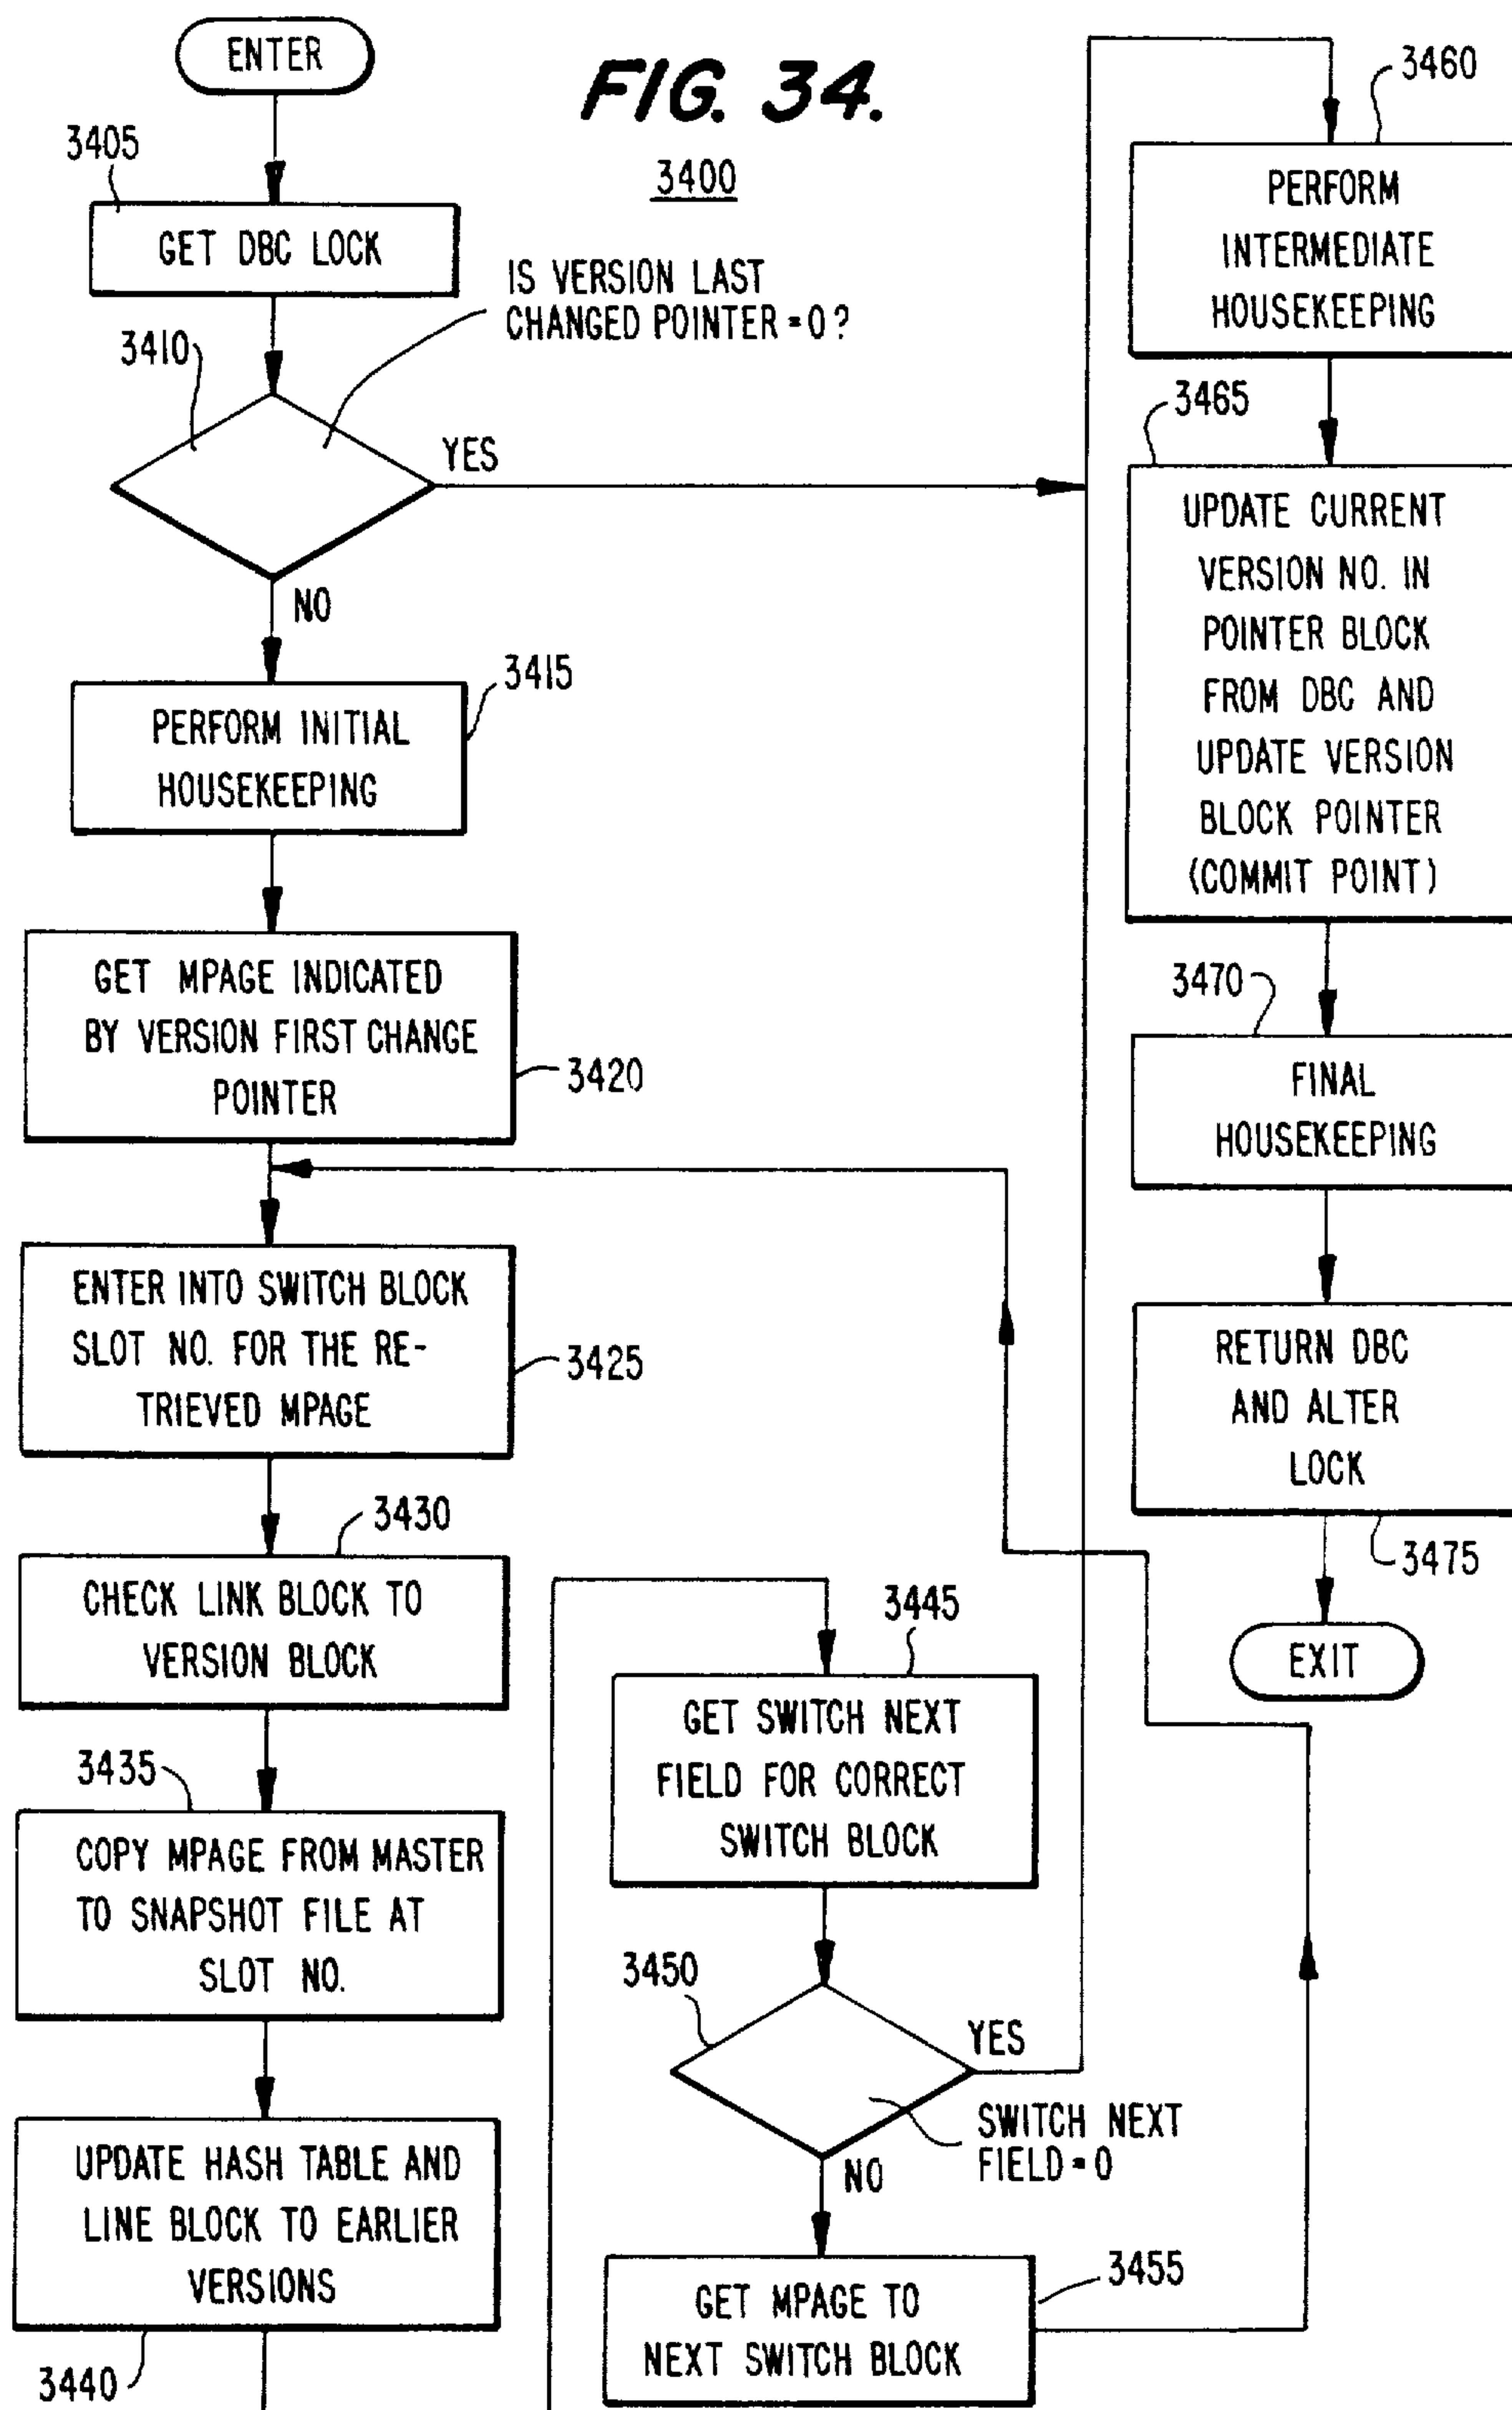 ENTER
FIG. 34.
3400
3405
GET DBC LOCK
IS VERSION LAST
CHANGED POINTER = 0?
3410
YES
NO
3415
PERFORM INITIAL
HOUSEKEEPING
GET MPAGE INDICATED
BY VERSION FIRST CHANGE
POINTER
3420
ENTER INTO SWITCH BLOCK
SLOT NO. FOR THE RE-
TRIEVED MPAGE
3425
3430
CHECK LINK BLOCK TO
VERSION BLOCK
3435
COPY MPAGE FROM MASTER
TO SNAPSHOT FILE AT
SLOT NO.
UPDATE HASH TABLE AND
LINE BLOCK TO EARLIER
VERSIONS
3440
3445
GET SWITCH NEXT
FIELD FOR CORRECT
SWITCH BLOCK
3450
YES
SWITCH NEXT
FIELD = 0
NO
GET MPAGE TO
NEXT SWITCH BLOCK
3455
3460
PERFORM
INTERMEDIATE
HOUSEKEEPING
3465
UPDATE CURRENT
VERSION NO. IN
POINTER BLOCK
FROM DBC AND
UPDATE VERSION
BLOCK POINTER
(COMMIT POINT)
3470
FINAL
HOUSEKEEPING
RETURN DBC
AND ALTER
LOCK
3475
EXIT